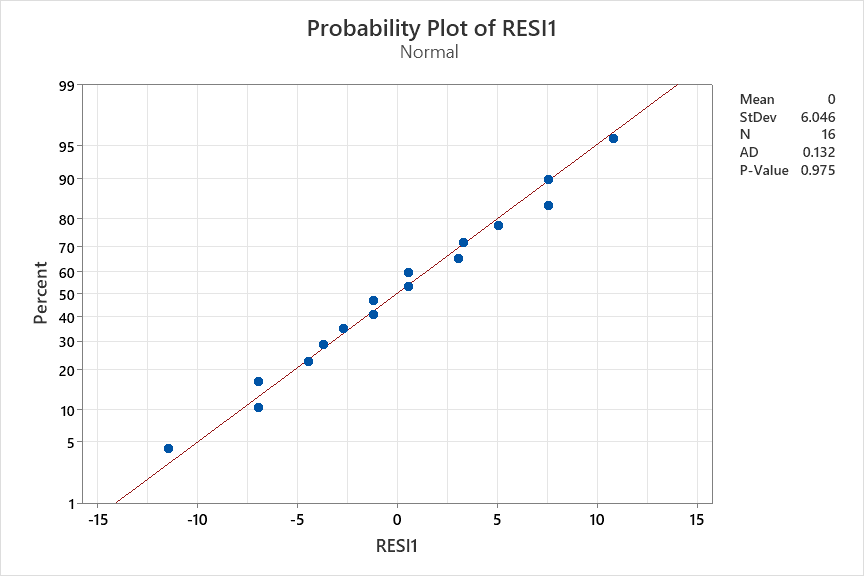 Probability Plot of RESI1
Normal
Mean 0
StDev 6.046
N 16
AD 0.132
P-Value 0.975
Percent
99
95
90
80
70
60
50
40
30
20
10
5
1
-15 -10 -5 0 5 10 15
RESI1